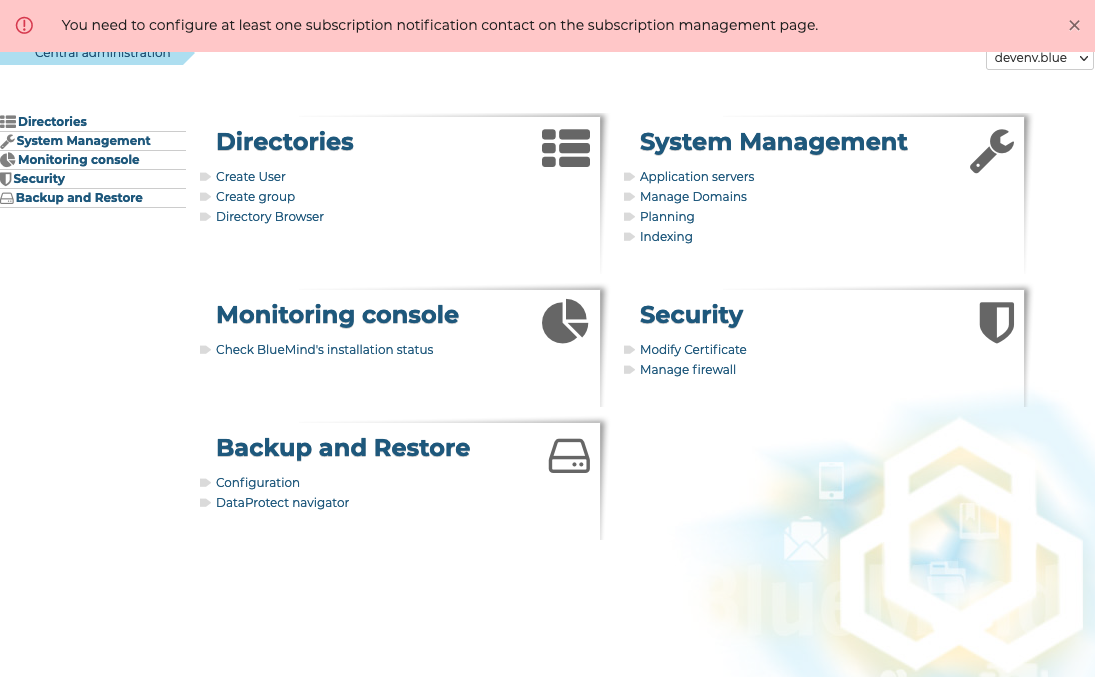 You need to configure at least one subscription notification contact on the subscription management page.
Central administration
devenv.blue
Directories
System Management
Monitoring console
Security
Backup and Restore
Directories
Create User
Create group
Directory Browser
System Management
Application servers
Manage Domains
Planning
Indexing
Monitoring console
Check BlueMind's installation status
Security
Modify Certificate
Manage firewall
Backup and Restore
Configuration
DataProtect navigator